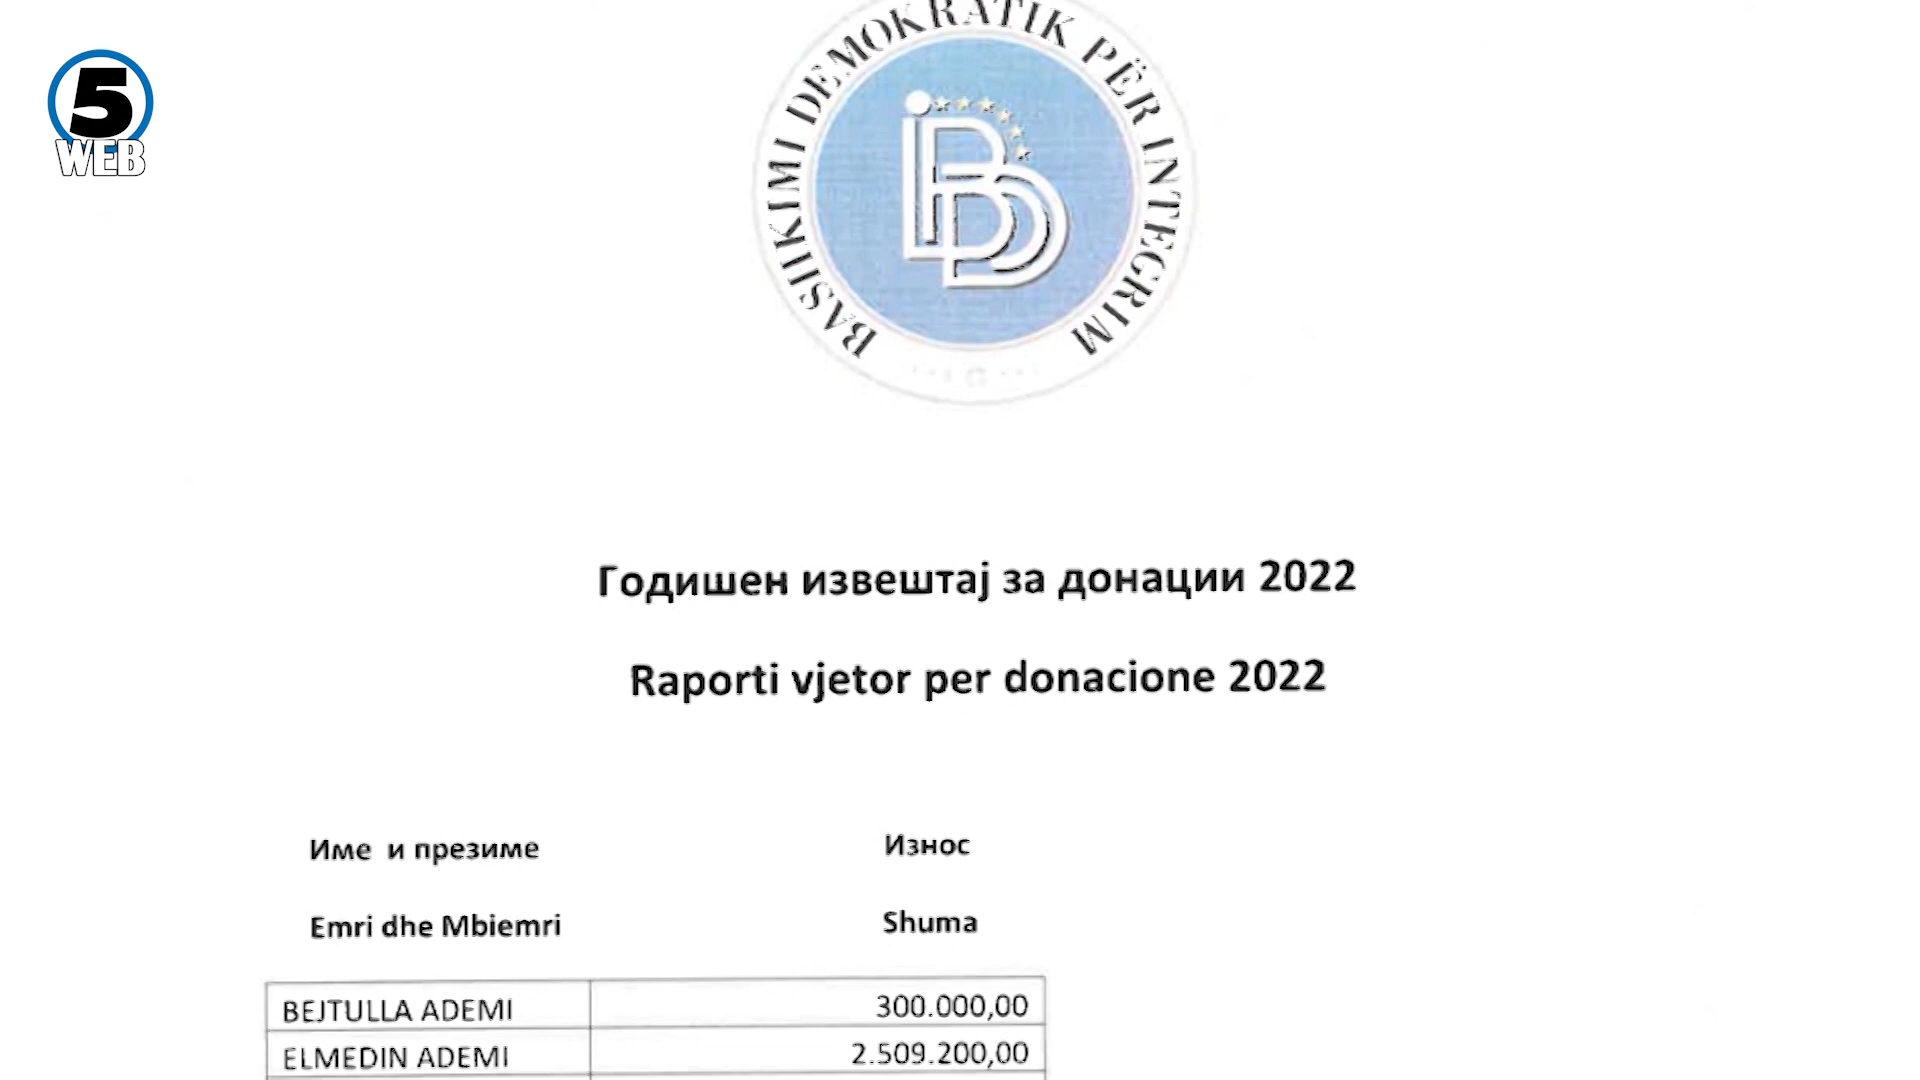 5
WEB
BASHKIMI DEMOKRATIK PËR INTEGRIM
BDI
Годишен извештај за донации 2022
Raporti vjetor per donacione 2022
Име и презиме Износ
Emri dhe Mbiemri Shuma
BEJTULLA ADEMI 300.000,00
ELMEDIN ADEMI 2.509.200,00